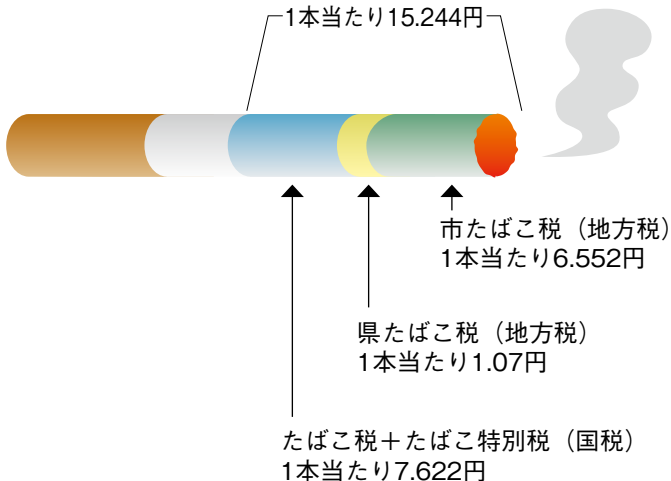 1本当たり15.244円
市たばこ税（地方税）
1本当たり6.552円
県たばこ税（地方税）
1本当たり1.07円
たばこ税＋たばこ特別税（国税）
1本当たり7.622円